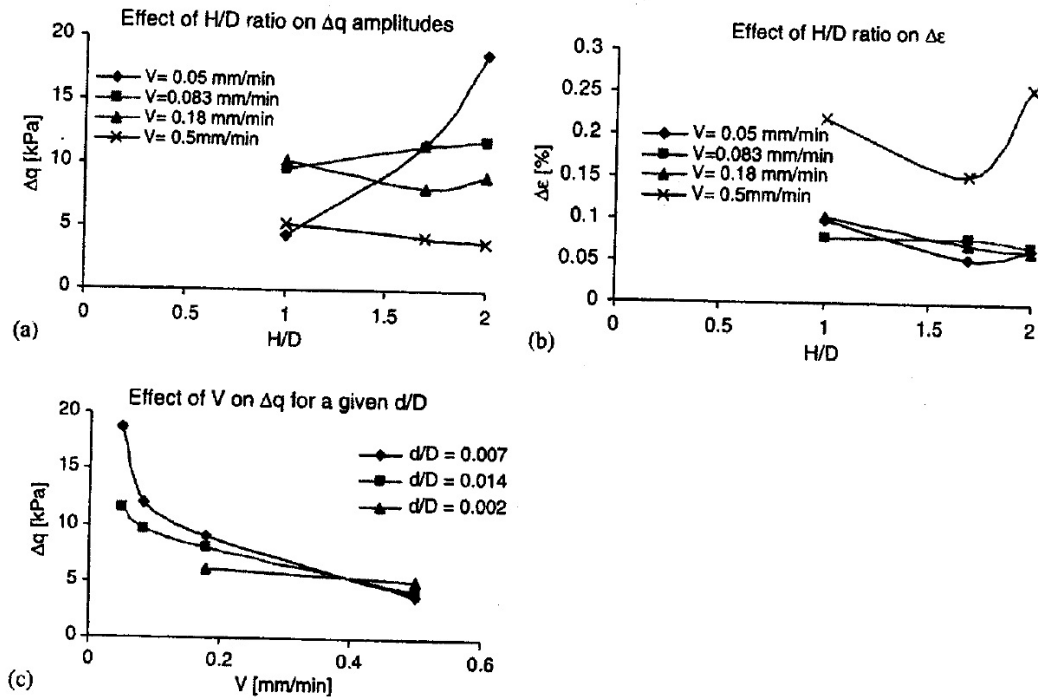 Effect of H/D ratio on Δq amplitudes
20
15
10
5
0
Δq [kPa]
V= 0.05 mm/min
V=0.083 mm/min
V= 0.18 mm/min
V= 0.5mm/min
0
0.5
1
1.5
2
H/D
(a)
Effect of H/D ratio on Δε
0.3
0.25
0.2
0.15
0.1
0.05
0
Δε [%]
V= 0.05 mm/min
V=0.083 mm/min
V= 0.18 mm/min
V= 0.5mm/min
0
0.5
1
1.5
2
H/D
(b)
Effect of V on Δq for a given d/D
20
15
10
5
0
Δq [kPa]
d/D = 0.007
d/D = 0.014
d/D = 0.002
0
0.2
0.4
0.6
V [mm/min]
(c)